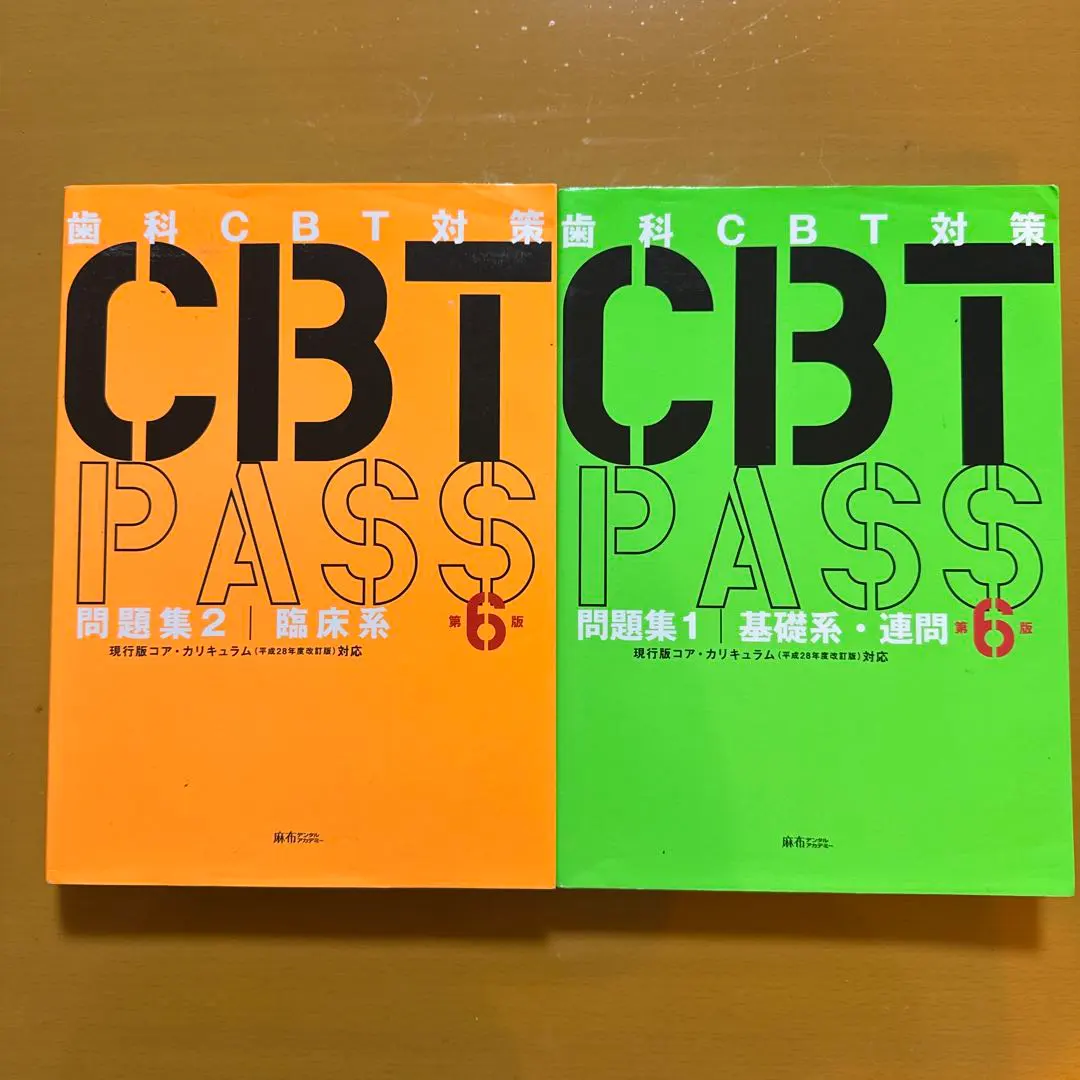 歯科CBT対策
CBT
PASS
問題集2|臨床系 第6版
現行版コア・カリキュラム(平成28年度改訂版)対応
麻布デンタルアカデミー
歯科CBT対策
CBT
PASS
問題集1|基礎系・連問 第6版
現行版コア・カリキュラム(平成28年度改訂版)対応
麻布デンタルアカデミー